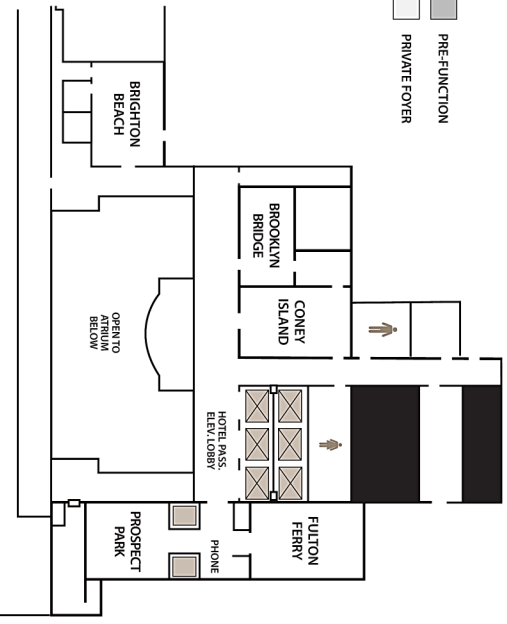 PRE-FUNCTION
PRIVATE FOYER
BRIGHTON
BEACH
BROOKLYN
BRIDGE
CONEY
ISLAND
OPEN TO
ATRIUM
BELOW
HOTEL PASS.
ELEV. LOBBY
FULTON
FERRY
PHONE
PROSPECT
PARK